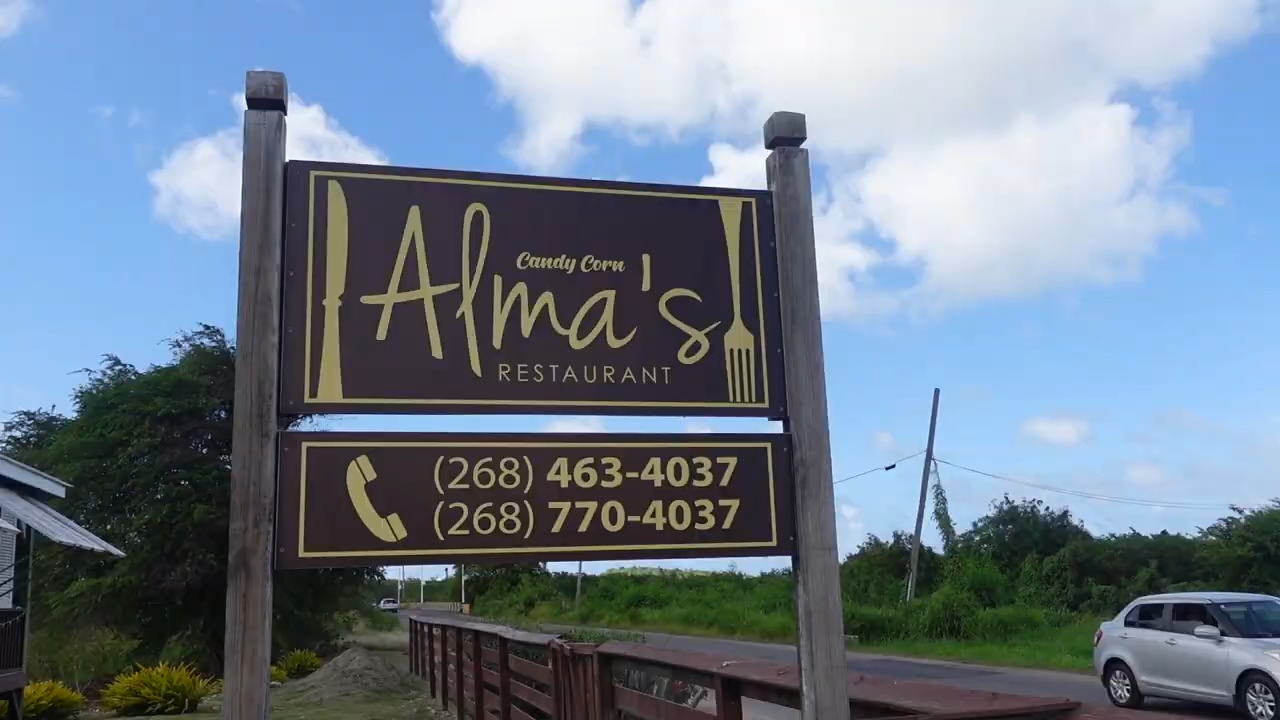 Candy Corn
Alma's
RESTAURANT
(268) 463-4037
(268) 770-4037